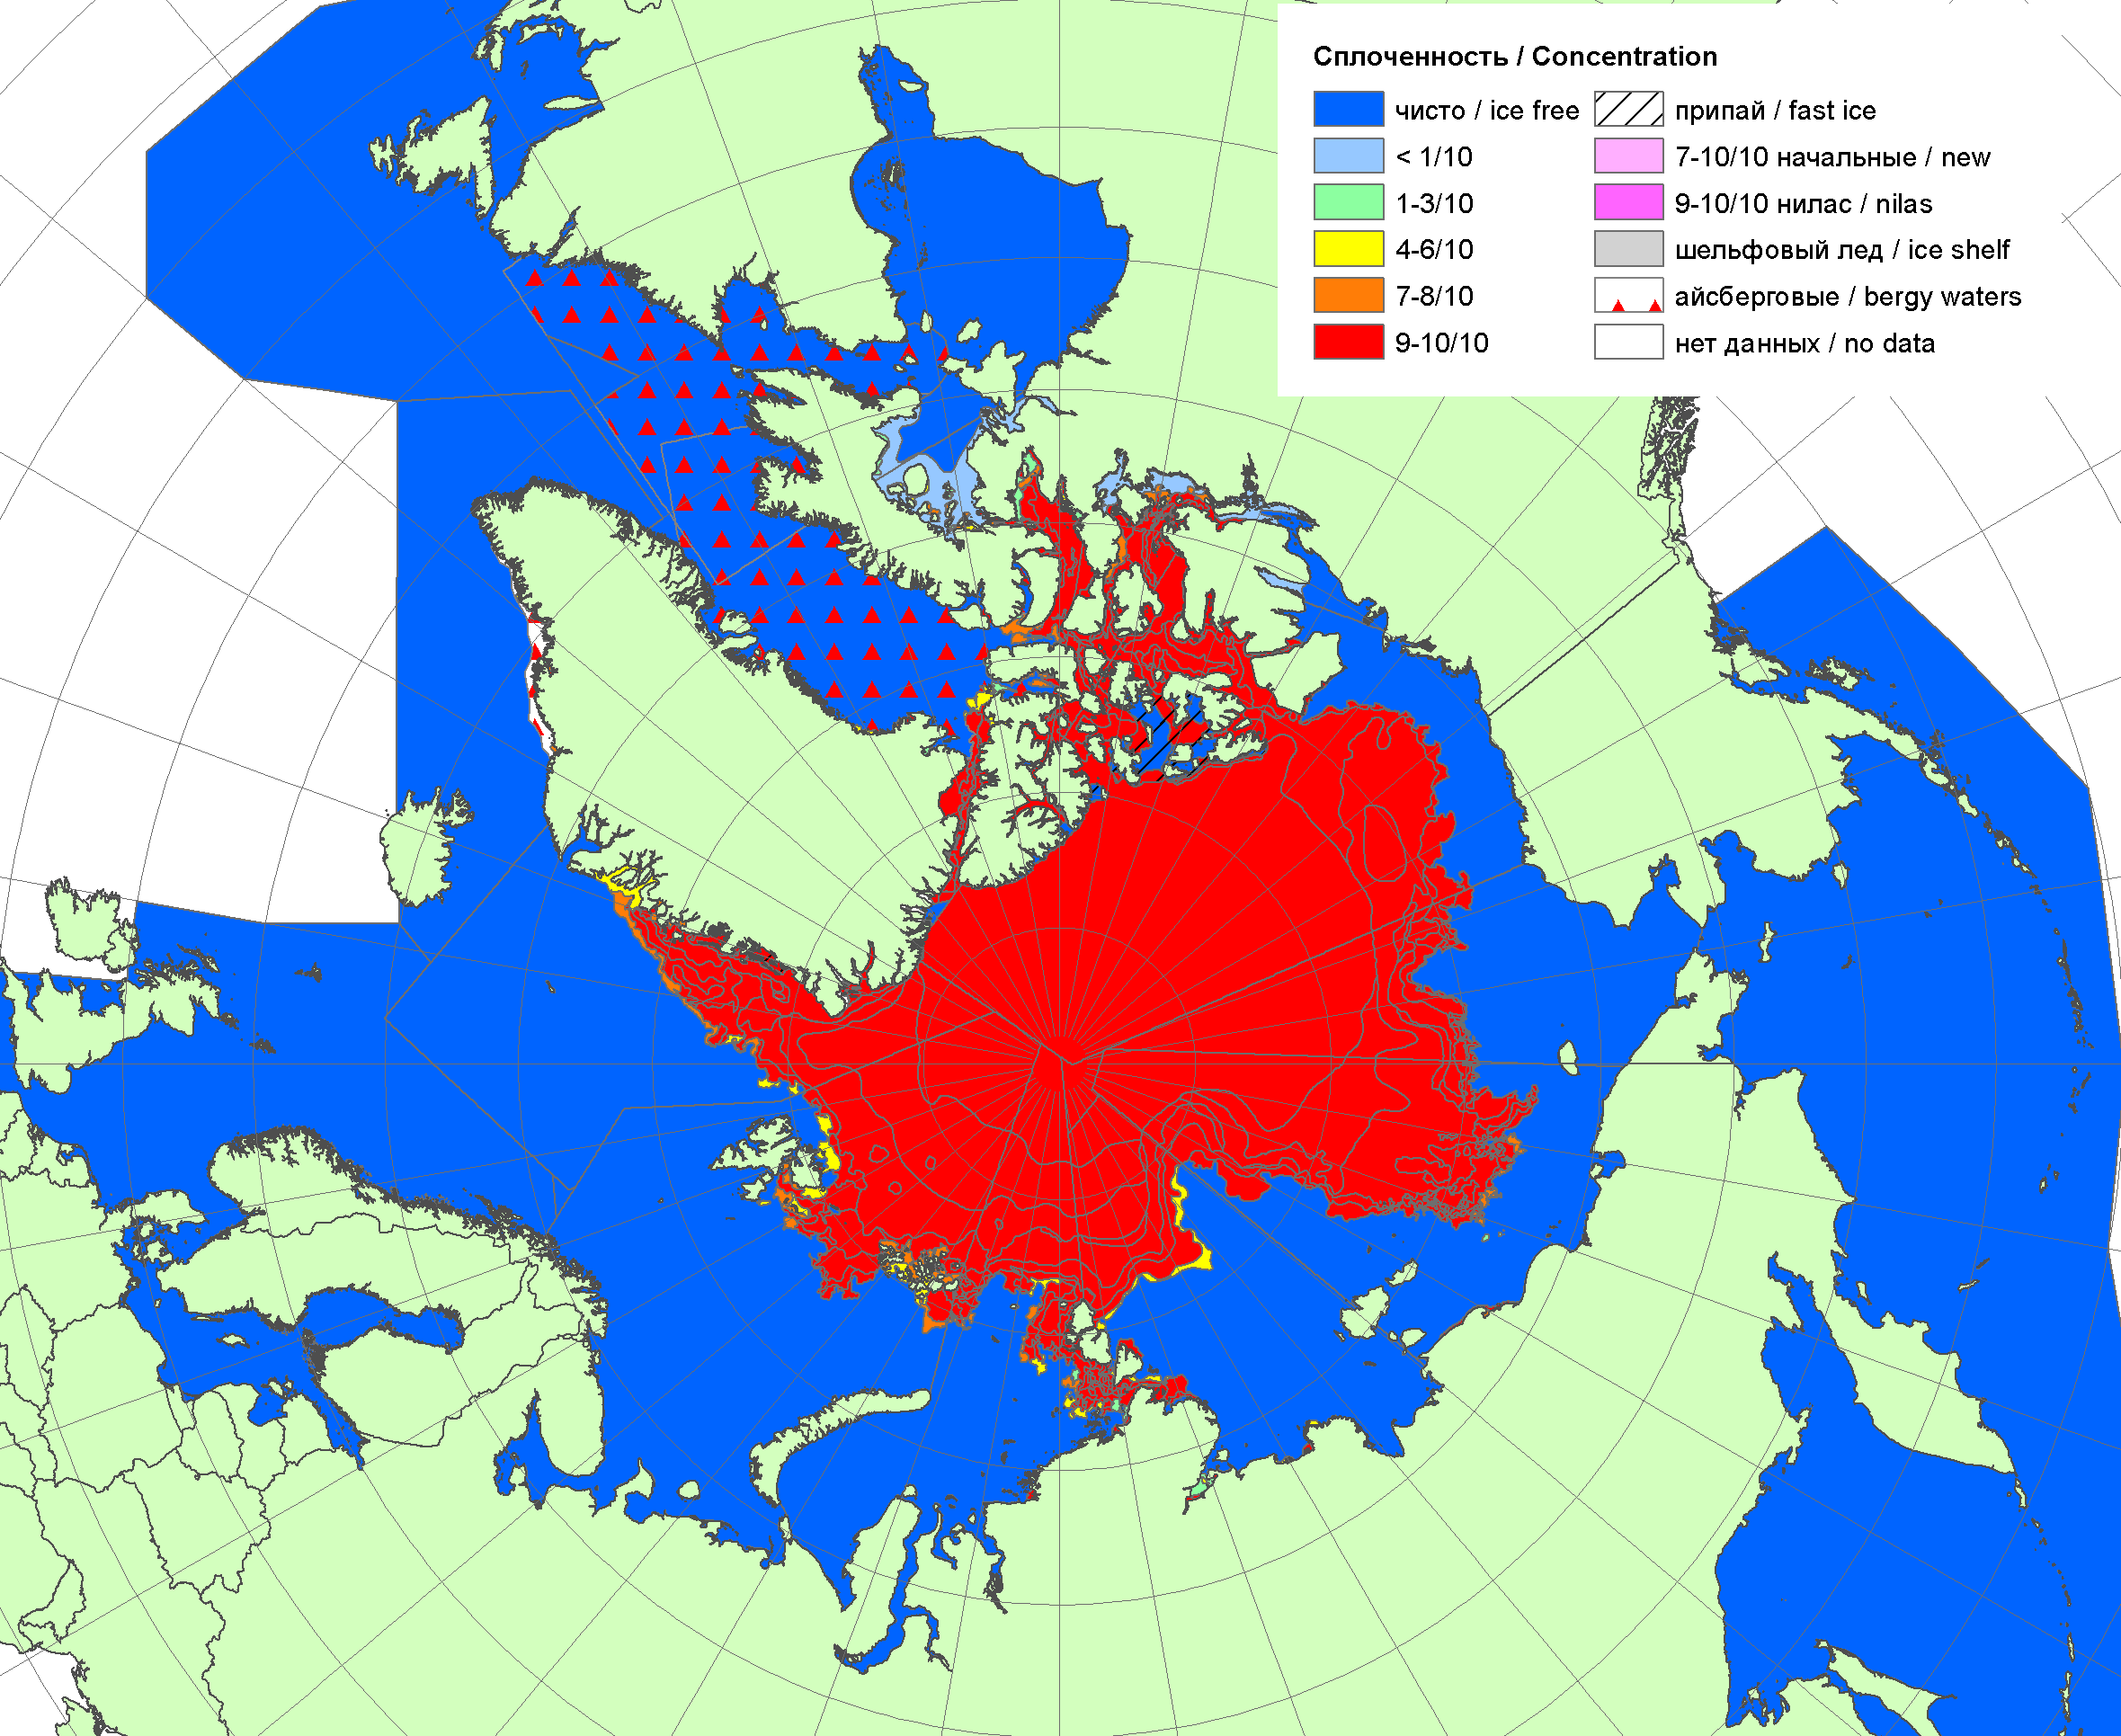 Сплоченность / Concentration
чисто / ice free
< 1/10
1-3/10
4-6/10
7-8/10
9-10/10
припай / fast ice
7-10/10 начальные / new
9-10/10 нилас / nilas
шельфовый лед / ice shelf
айсберговые / bergy waters
нет данных / no data